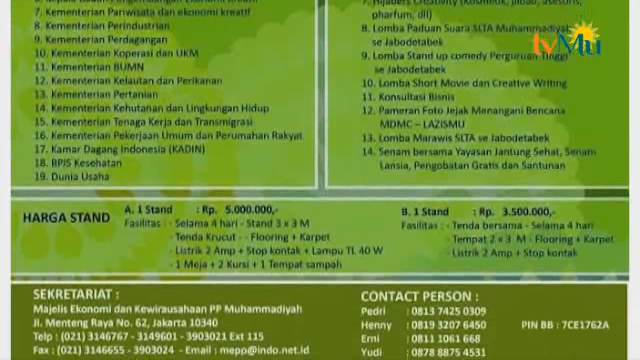 7. Kementerian Pariwisata dan ekonomi kreatif
8. Kementerian Perindustrian
9. Kementerian Perdagangan
10. Kementerian Koperasi dan UKM
11. Kementerian BUMN
12. Kementerian Kelautan dan Perikanan
13. Kementerian Pertanian
14. Kementerian Kehutanan dan Lingkungan Hidup
15. Kementerian Tenaga Kerja dan Transmigrasi
16. Kementerian Pekerjaan Umum dan Perumahan Rakyat
17. Kamar Dagang Indonesia (KADIN)
18. BPJS Kesehatan
19. Dunia Usaha
pharfum, dll)
8. Lomba Paduan Suara SLTA Muhammadiyah
se Jabodetabek
9. Lomba Stand up comedy Perguruan Tinggi
se Jabodetabek
10. Lomba Short Movie dan Creative Writing
11. Konsultasi Bisnis
12. Pameran Foto Jejak Menangani Bencana
MDMC – LAZISMU
13. Lomba Marawis SLTA se Jabodetabek
14. Senam bersama Yayasan Jantung Sehat, Senam
Lansia, Pengobatan Gratis dan Santunan
tvMu
HARGA STAND
A. 1 Stand : Rp. 5.000.000,-
Fasilitas : - Selama 4 hari - Stand 3 x 3 M
- Tenda Krucut - - Flooring + Karpet
- Listrik 2 Amp + Stop kontak + Lampu TL 40 W
- 1 Meja + 2 Kursi + 1 Tempat sampah
B. 1 Stand : Rp. 3.500.000,-
Fasilitas : - Tenda bersama - Selama 4 hari
- Tempat 2 x 3 M - Flooring + Karpet
- Listrik 2 Amp + Stop kontak
SEKRETARIAT :
Majelis Ekonomi dan Kewirausahaan PP Muhammadiyah
Jl. Menteng Raya No. 62, Jakarta 10340
Telp : (021) 3146767 - 3149601 - 3903021 Ext 115
Fax : (021) 3146655 - 3903024 - Email : mepp@indo.net.id
CONTACT PERSON :
Pedri : 0813 7425 0309
Henny : 0819 3207 6450 PIN BB : 7CE1762A
Erni : 0811 1061 668
Yudi : 0878 8875 4531